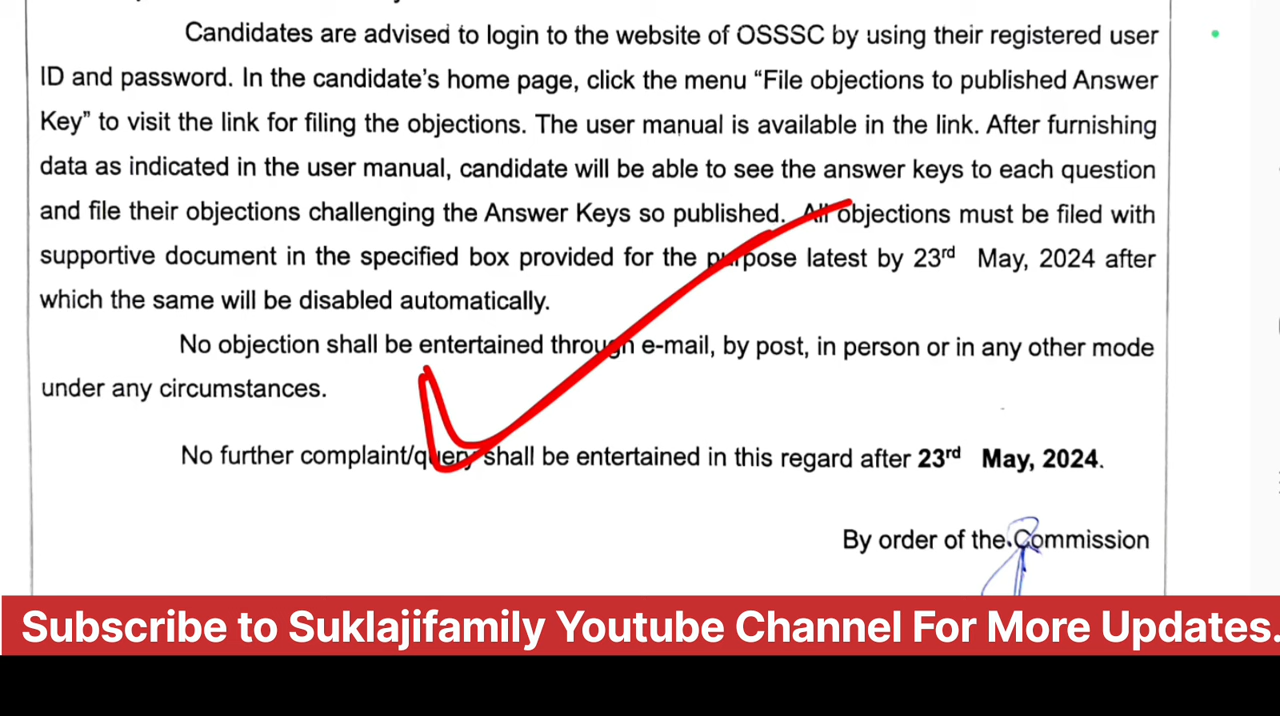 Candidates are advised to login to the website of OSSSC by using their registered user
ID and password. In the candidate's home page, click the menu “File objections to published Answer
Key” to visit the link for filing the objections. The user manual is available in the link. After furnishing
data as indicated in the user manual, candidate will be able to see the answer keys to each question
and file their objections challenging the Answer Keys so published. All objections must be filed with
supportive document in the specified box provided for the purpose latest by 23rd May, 2024 after
which the same will be disabled automatically.
No objection shall be entertained through e-mail, by post, in person or in any other mode
under any circumstances.
No further complaint/query shall be entertained in this regard after 23rd May, 2024.
By order of the Commission
Subscribe to Suklajifamily Youtube Channel For More Updates.